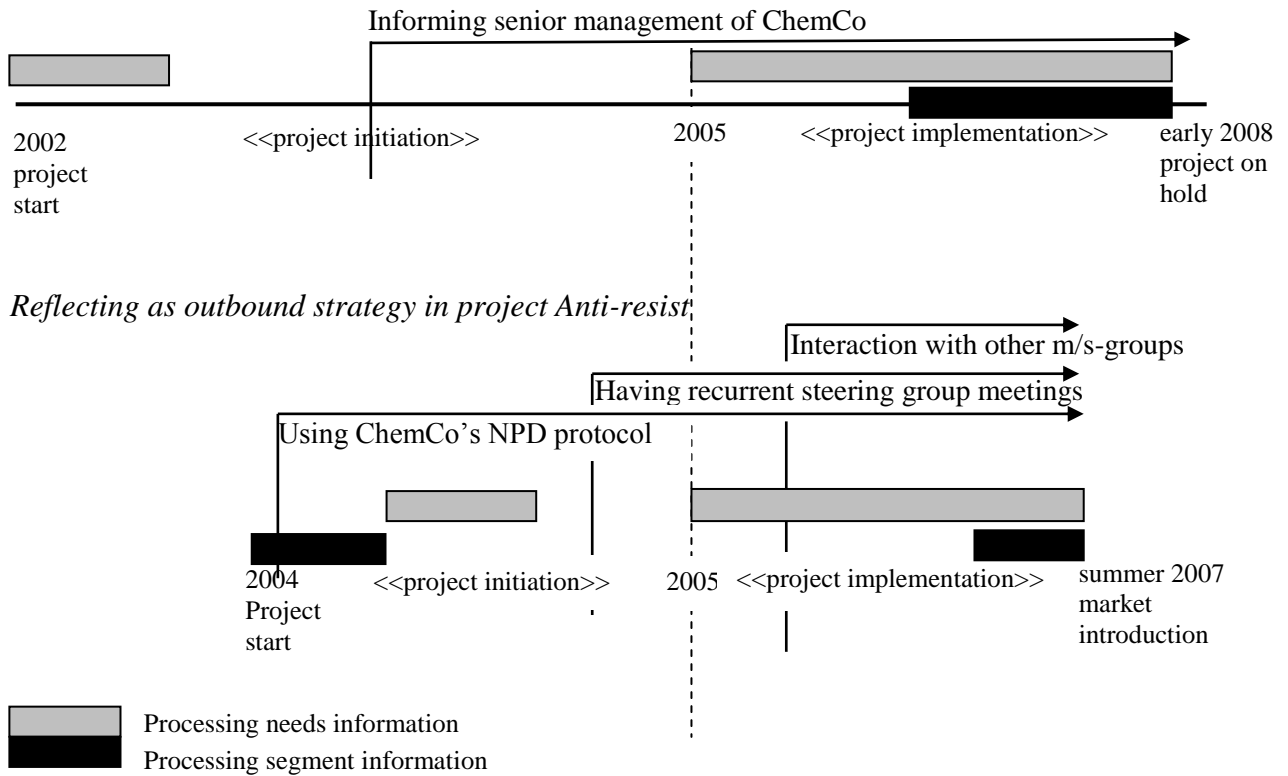 Informing senior management of ChemCo
2002
project
start
<<project initiation>>
2005
<<project implementation>>
early 2008
project on
hold
Reflecting as outbound strategy in project Anti-resist
Interaction with other m/s-groups
Having recurrent steering group meetings
Using ChemCo’s NPD protocol
2004
Project
start
<<project initiation>>
2005
<<project implementation>>
summer 2007
market
introduction
Processing needs information
Processing segment information